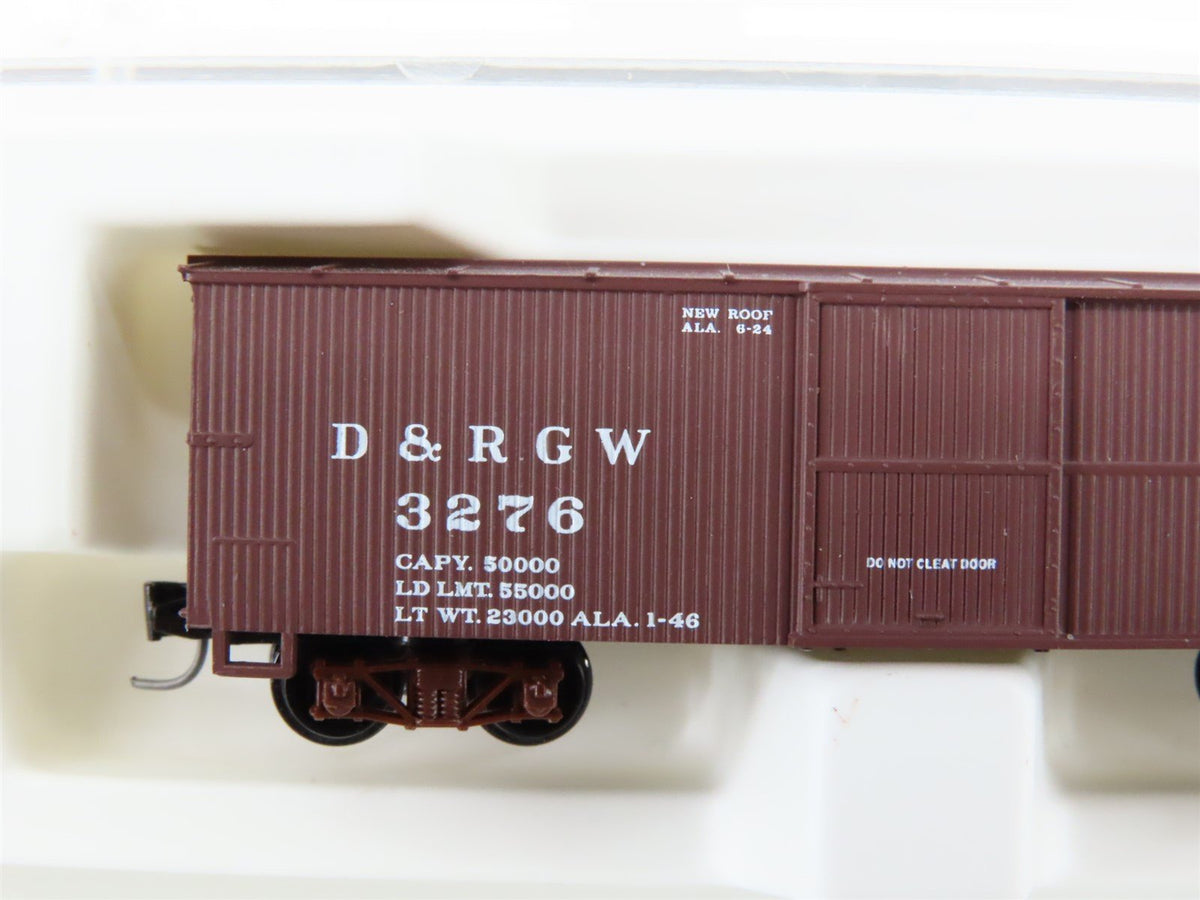 NEW ROOF
ALA. 6-24
D & R G W
3276
CAPY. 50000
LD LMT. 55000
LT WT. 23000 ALA. 1-46
DO NOT CLEAT DOOR